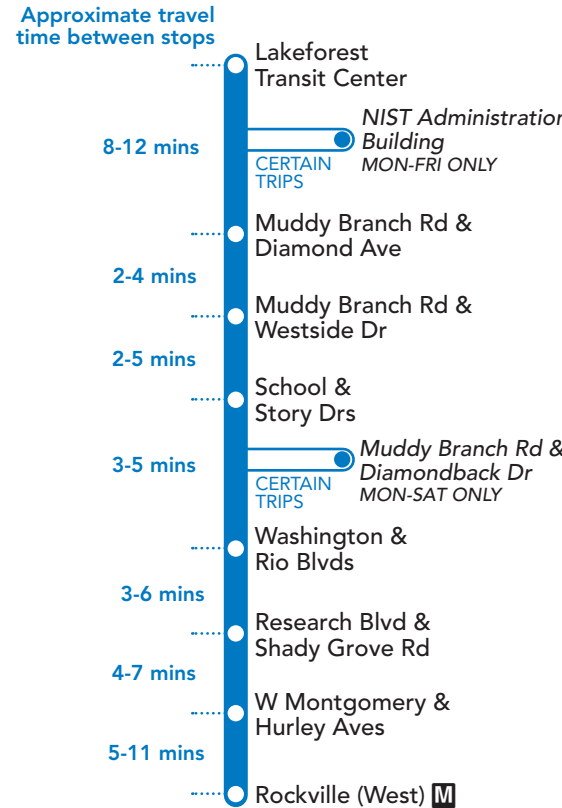 Approximate travel
time between stops
Lakeforest
Transit Center
8-12 mins
NIST Administration
Building
MON-FRI ONLY
CERTAIN
TRIPS
Muddy Branch Rd &
Diamond Ave
2-4 mins
Muddy Branch Rd &
Westside Dr
2-5 mins
School &
Story Drs
3-5 mins
Muddy Branch Rd &
Diamondback Dr
MON-SAT ONLY
CERTAIN
TRIPS
Washington &
Rio Blvds
3-6 mins
Research Blvd &
Shady Grove Rd
4-7 mins
W Montgomery &
Hurley Aves
5-11 mins
Rockville (West) M